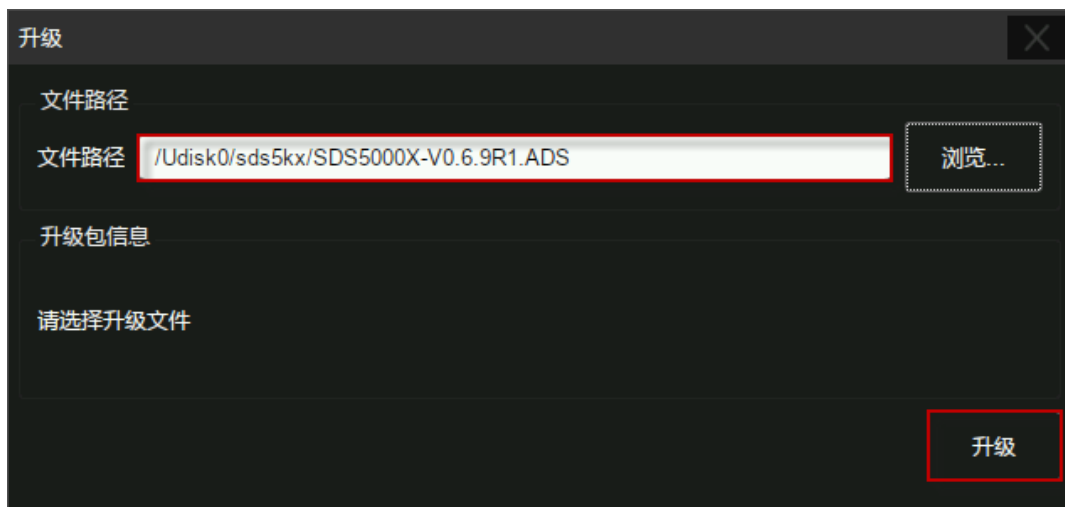 升级
文件路径
文件路径 /Udisk0/sds5kx/SDS5000X-V0.6.9R1.ADS 浏览...
升级包信息
请选择升级文件
升级